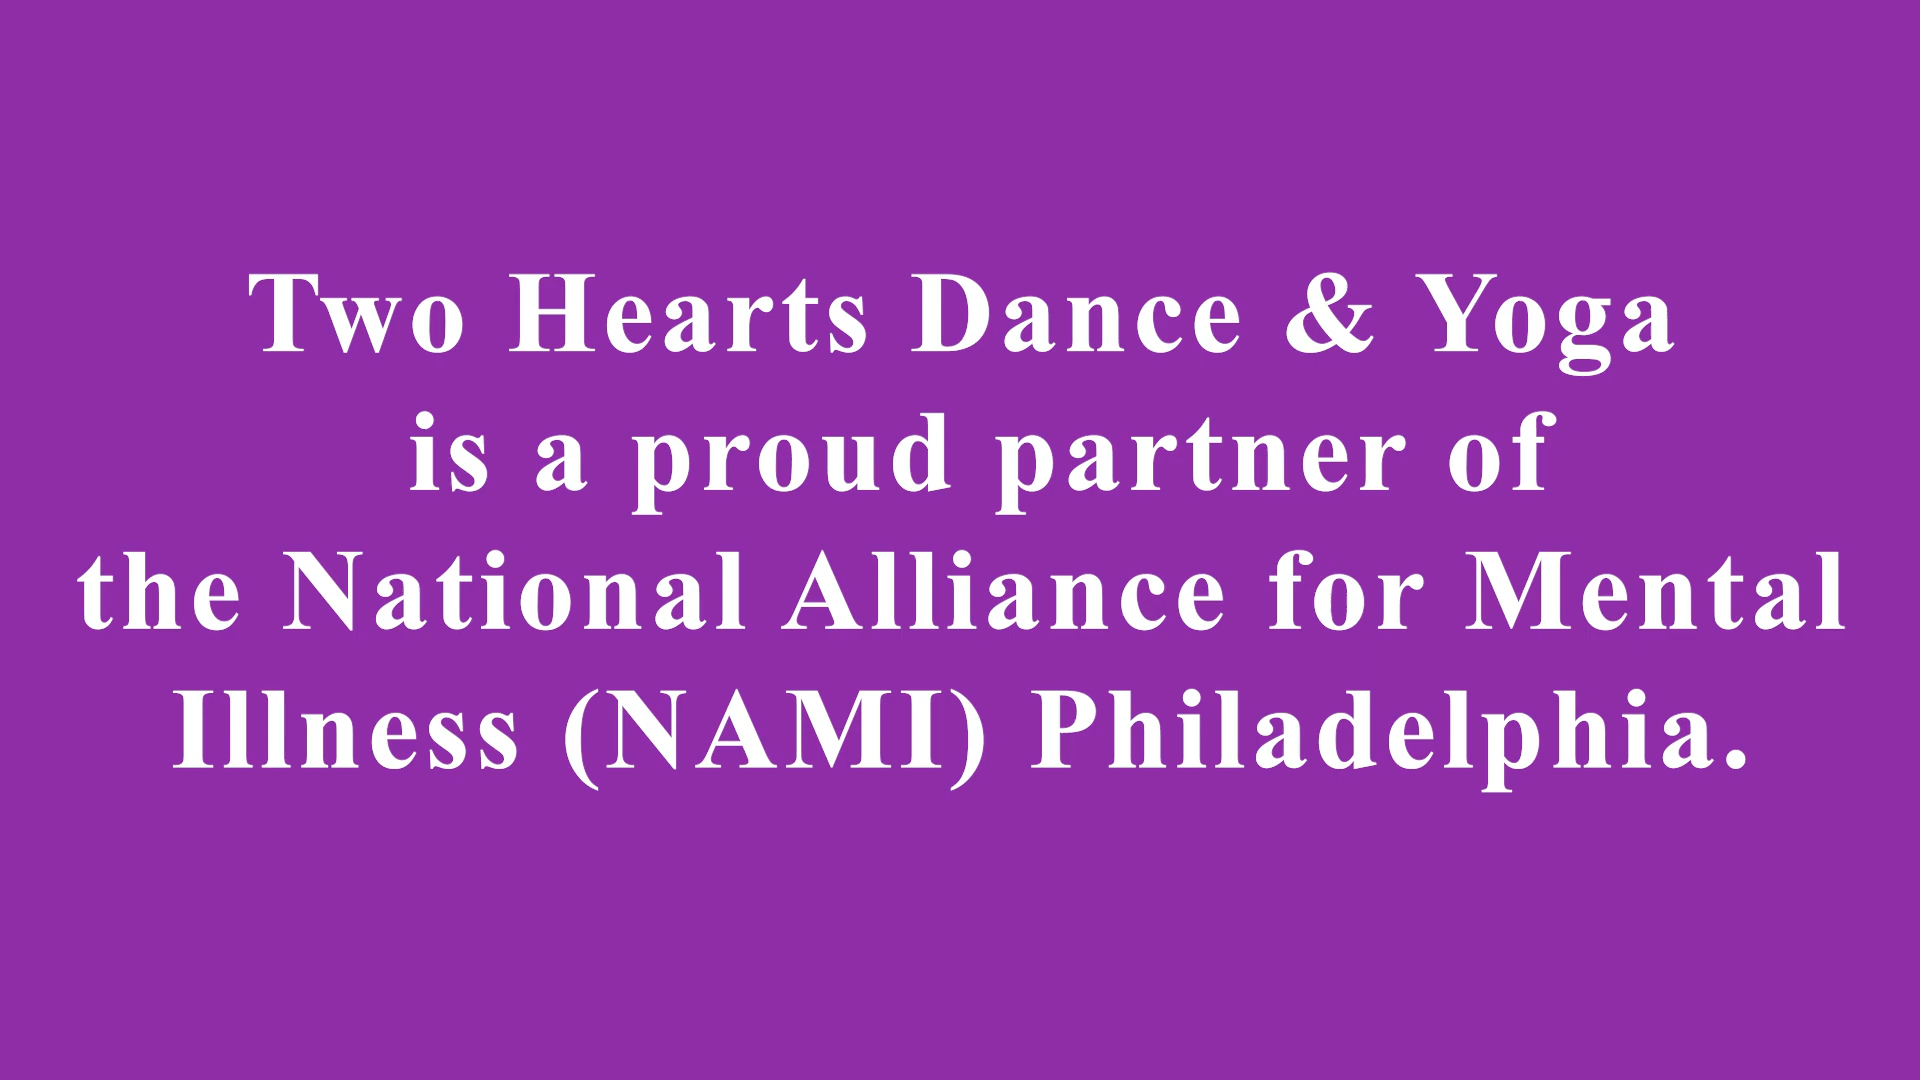 Two Hearts Dance & Yoga
is a proud partner of
the National Alliance for Mental
Illness (NAMI) Philadelphia.